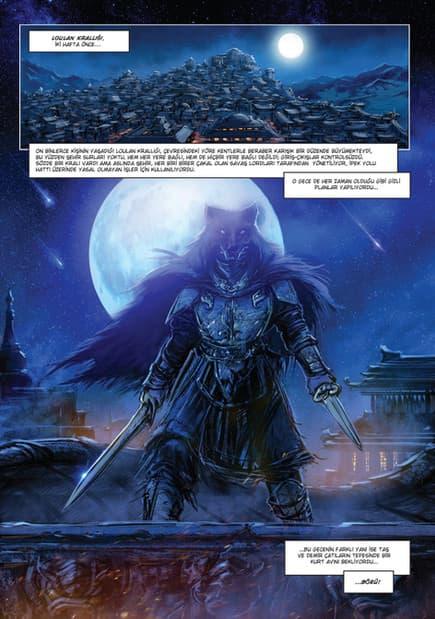 LOULAN KRALLIĞI,
İKİ HAFTA ÖNCE...
ON BİNLERCE KİŞİNİN YAŞADIĞI LOULAN KRALLIĞI, ÇEVRESİNDEKİ YÖRE KENTLERLE BERABER KARIŞIK BİR DÜZENDE BÜYÜMEKTEYDİ,
BU YÜZDEN ŞEHİR SURLARI YOKTU, HEM HER YERE BAĞLI, HEM DE HİÇBİR YERE BAĞLI DEĞİLDİ; GİRİŞ-ÇIKIŞLAR KONTROLSÜZDÜ.
SÖZDE BİR KRALI VARDI AMA ASLINDA ŞEHİR, HER BİRİ BİRER ÇAKAL OLAN SAVAŞ LORDLARI TARAFINDAN YÖNETİLİYOR, İPEK YOLU
HATTI ÜZERİNDE YASAL OLMAYAN İŞLER İÇİN KULLANILIYORDU.
O GECE DE HER ZAMAN OLDUĞU GİBİ GİZLİ
PLANLAR YAPILIYORDU...
...BU GECENİN FARKLI YANI İSE TAŞ
VE DEMİR ÇATILARIN TEPESİNDE BİR
KURT AVINI BEKLİYORDU...
...BÖRÜ!